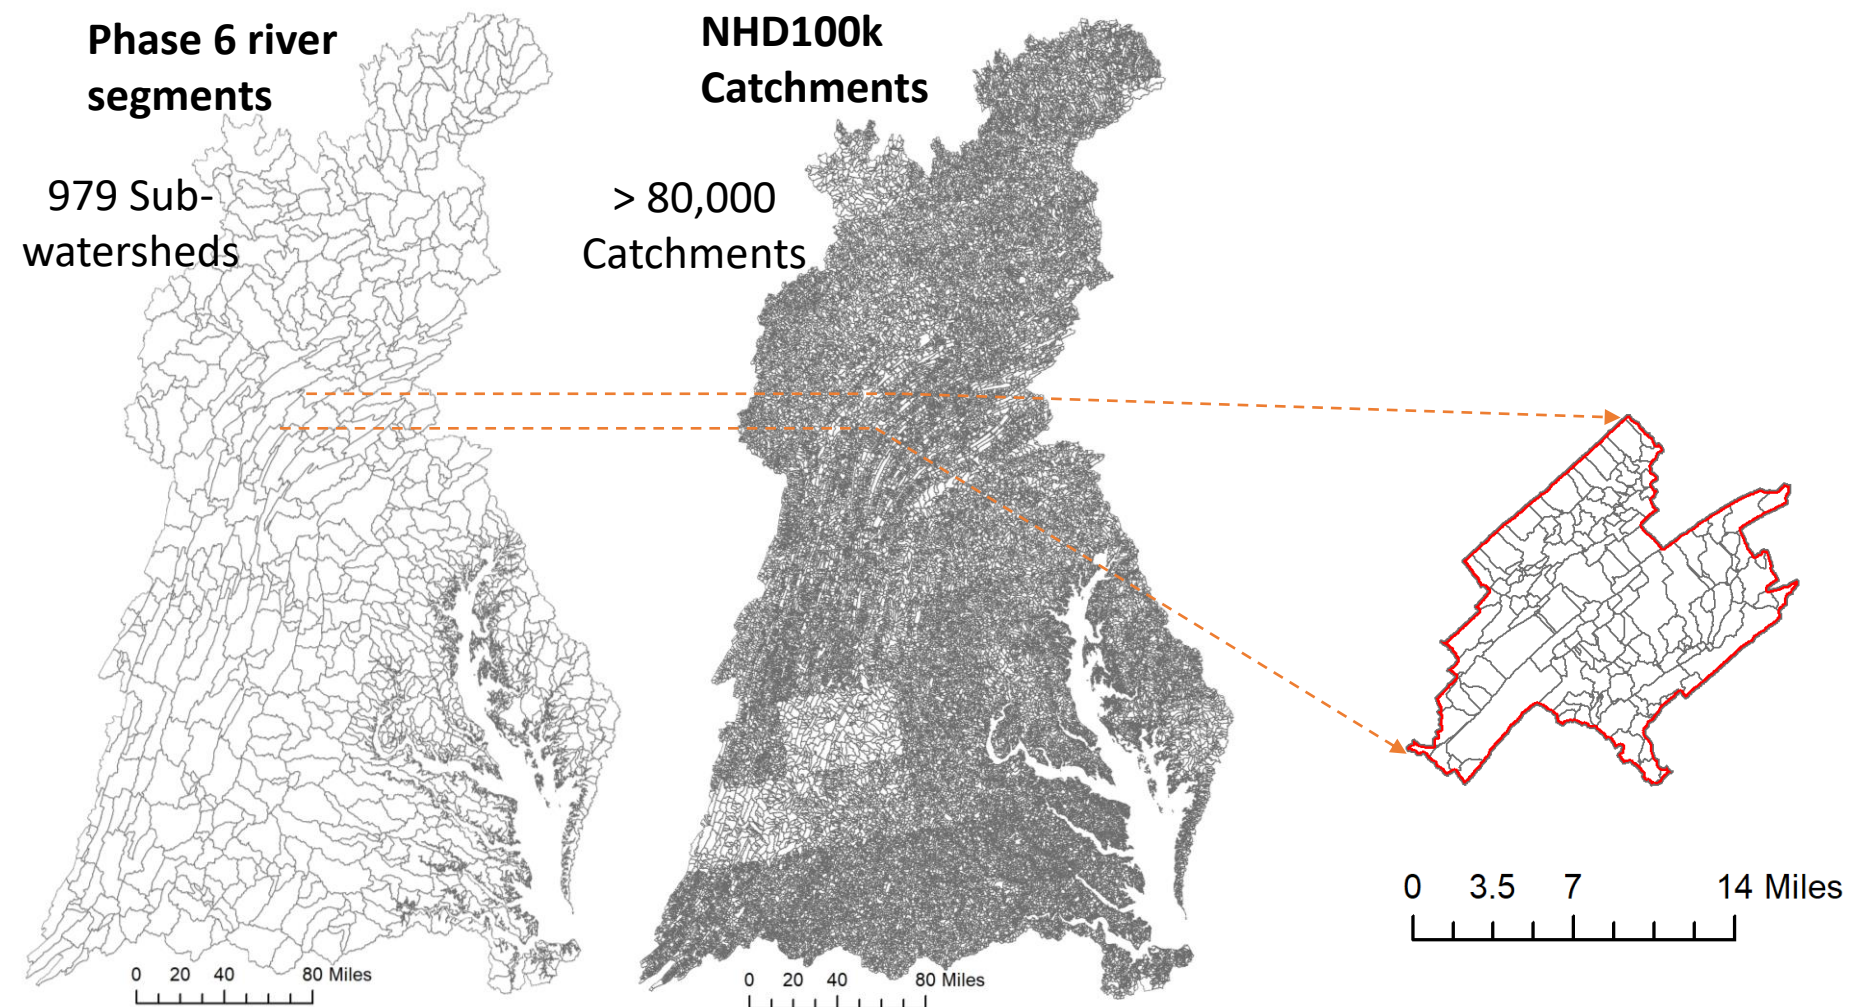 Phase 6 river
segments
979 Sub-
watersheds
NHD100k
Catchments
> 80,000
Catchments
0 20 40 80 Miles
0 20 40 80 Miles
0 3.5 7 14 Miles